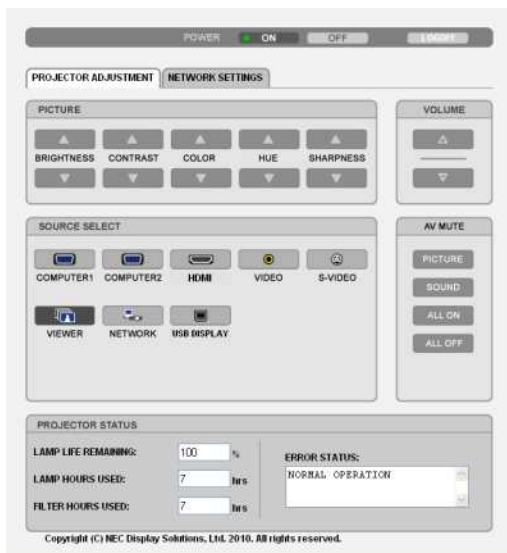 POWER ON OFF LOGOFF
PROJECTOR ADJUSTMENT NETWORK SETTINGS
PICTURE VOLUME
BRIGHTNESS CONTRAST COLOR HUE SHARPNESS
SOURCE SELECT AV MUTE
COMPUTER1 COMPUTER2 HDMI VIDEO S-VIDEO PICTURE
SOUND
VIEWER NETWORK USB DISPLAY ALL ON
ALL OFF
PROJECTOR STATUS
LAMP LIFE REMAINING: 100 % ERROR STATUS:
LAMP HOURS USED: 7 hrs NORMAL OPERATION
FILTER HOURS USED: 7 hrs
Copyright (C) NEC Display Solutions, Ltd. 2010. All rights reserved.